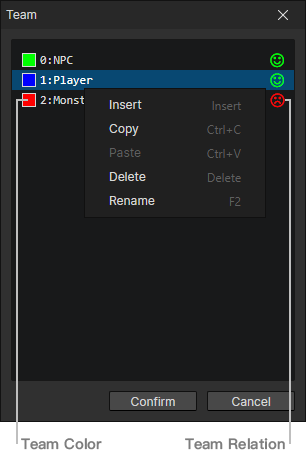 Team
0:NPC
1:Player
2:Monst
Insert Insert
Copy Ctrl+C
Paste Ctrl+V
Delete Delete
Rename F2
Confirm Cancel
Team Color Team Relation